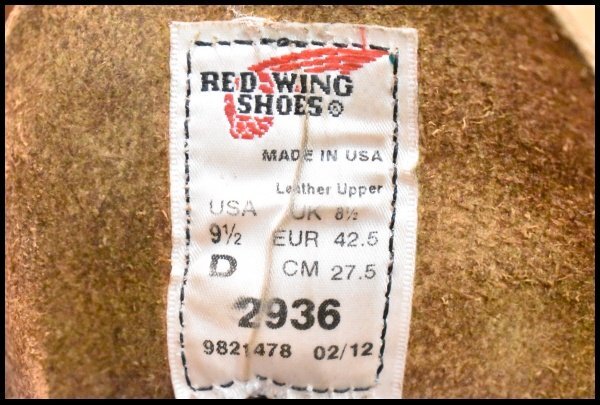 RED WING
SHOES®
MADE IN USA
Leather Upper
USA UK 8½
9½ EUR 42.5
D CM 27.5
2936
9821478 02/12